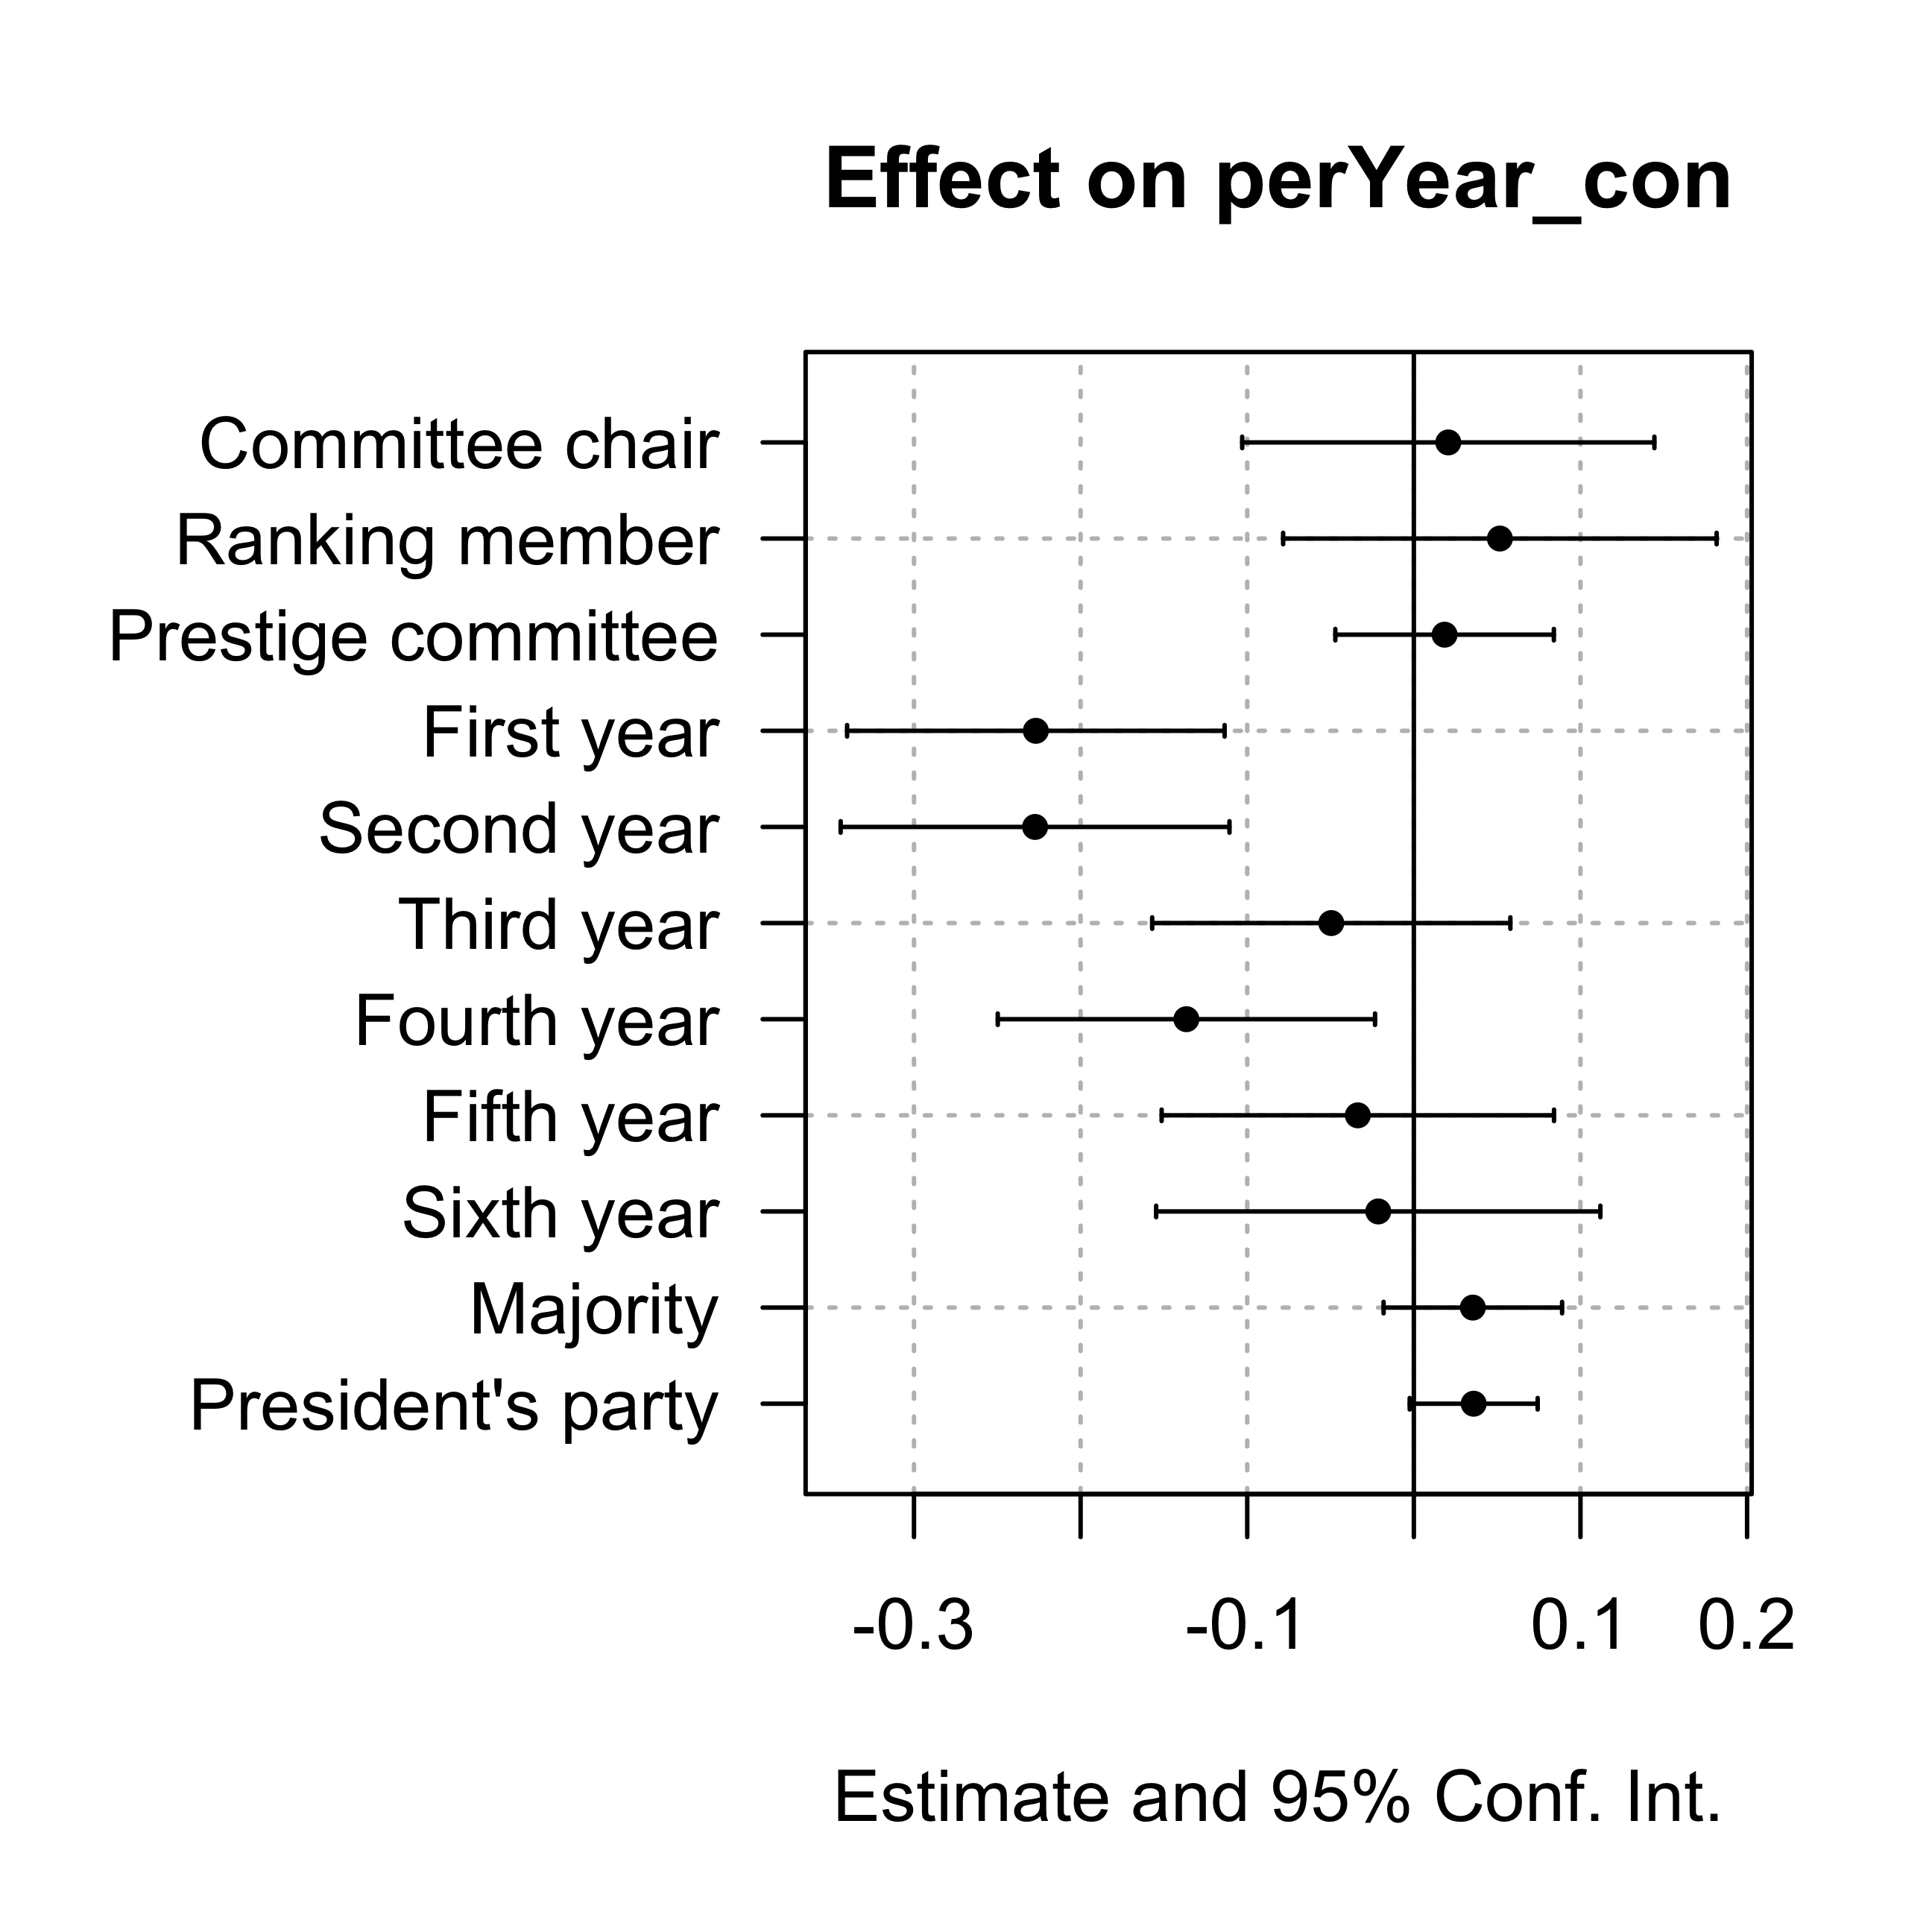 Effect on perYear_con
Committee chair
Ranking member
Prestige committee
First year
Second year
Third year
Fourth year
Fifth year
Sixth year
Majority
President's party
-0.3 -0.1 0.1 0.2
Estimate and 95% Conf. Int.